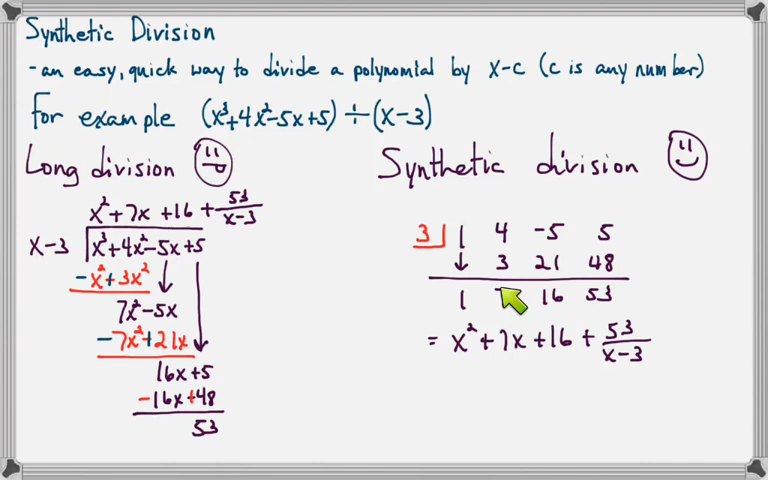 Synthetic Division
- an easy, quick way to divide a polynomial by x-c (c is any number)
For example (x³+4x²-5x+5)÷(x-3)
Long division
x²+7x+16+53/x-3
x-3 x³+4x²-5x+5
-x²+3x²
7x²-5x
-7x²+21x
16x+5
-16x+48
53
Synthetic division
3 1 4 -5 5
↓ 3 21 48
1 16 53
= x²+7x+16+53/x-3